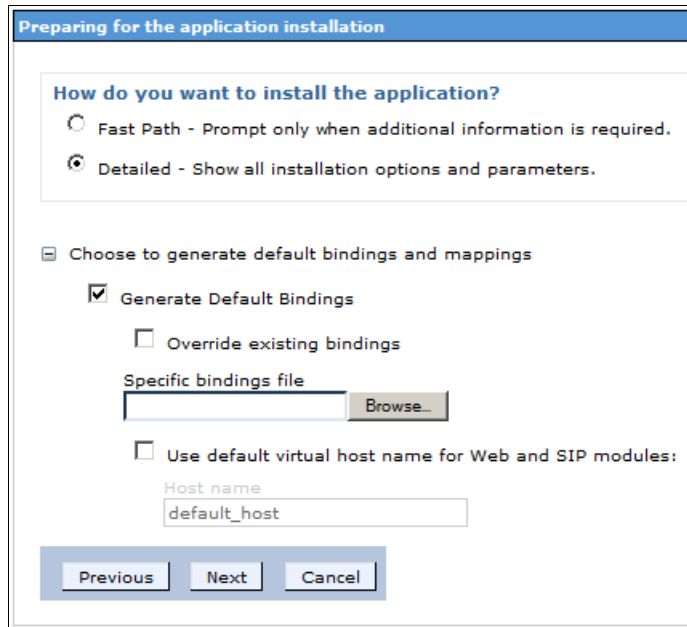 Preparing for the application installation
How do you want to install the application?
Fast Path - Prompt only when additional information is required.
Detailed - Show all installation options and parameters.
Choose to generate default bindings and mappings
Generate Default Bindings
Override existing bindings
Specific bindings file
Browse...
Use default virtual host name for Web and SIP modules:
Host name
default_host
Previous Next Cancel